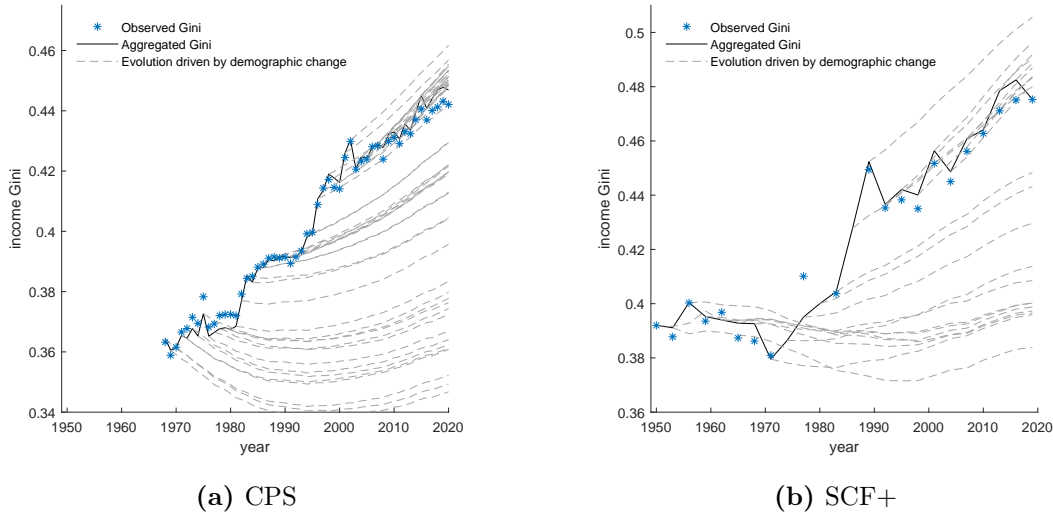 Observed Gini
Aggregated Gini
Evolution driven by demographic change
0.46
0.44
0.42
0.4
0.38
0.36
0.34
income Gini
1950 1960 1970 1980 1990 2000 2010 2020
year
(a) CPS
Observed Gini
Aggregated Gini
Evolution driven by demographic change
0.5
0.48
0.46
0.44
0.42
0.4
0.38
0.36
income Gini
1950 1960 1970 1980 1990 2000 2010 2020
year
(b) SCF+